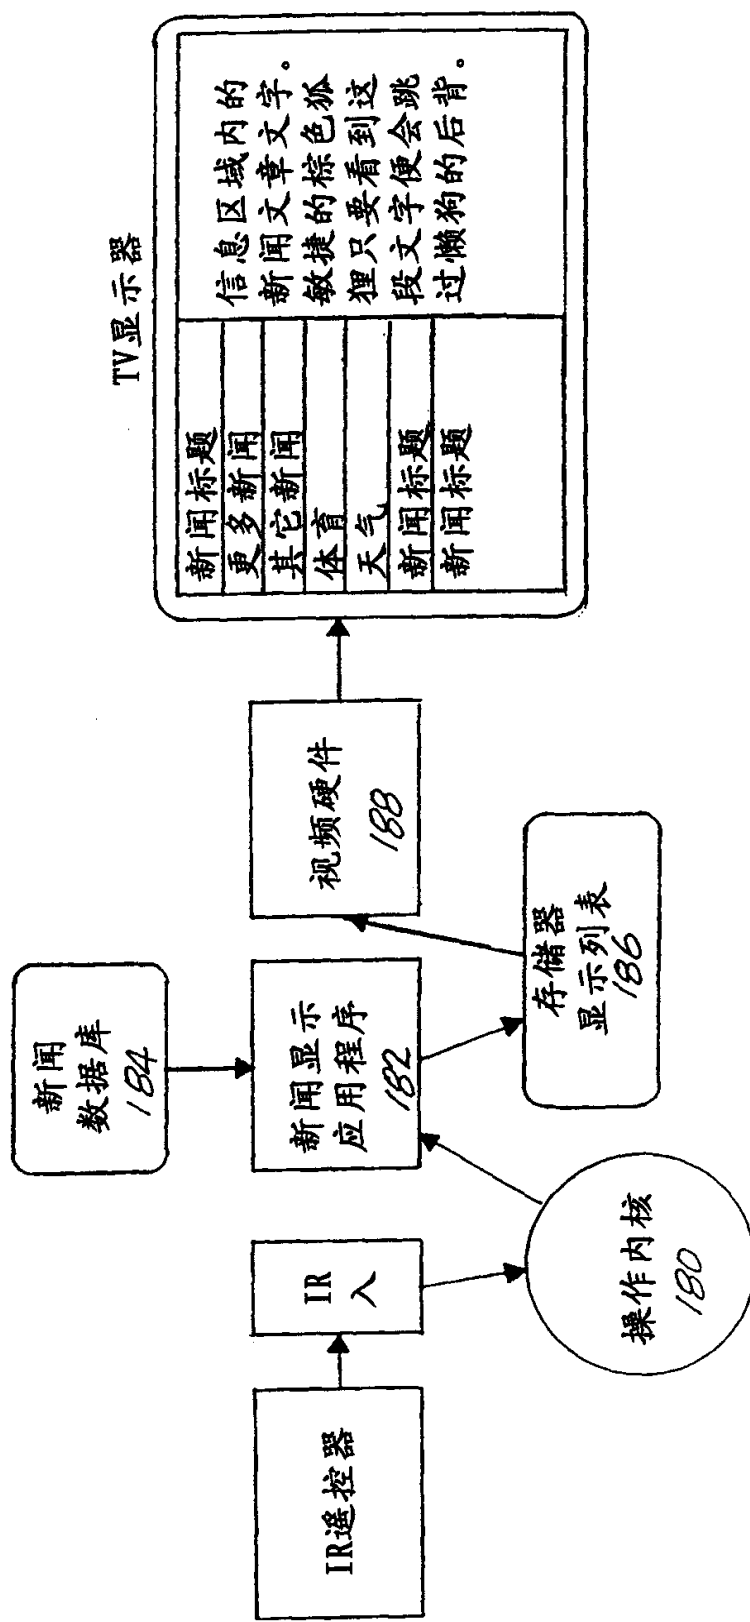 TV显示器
新闻标题
更多新闻
其它新闻
体育
天气
新闻标题
新闻标题
信息区域内的
新闻文章文字。
敏捷的棕色狐
狸只要看到这
段文字便会跳
过懒狗的后背。
新闻
数据库
184
IR遥控器
IR
入
新闻显示
应用程序
182
视频硬件
188
操作内核
180
存储器
显示列表
186